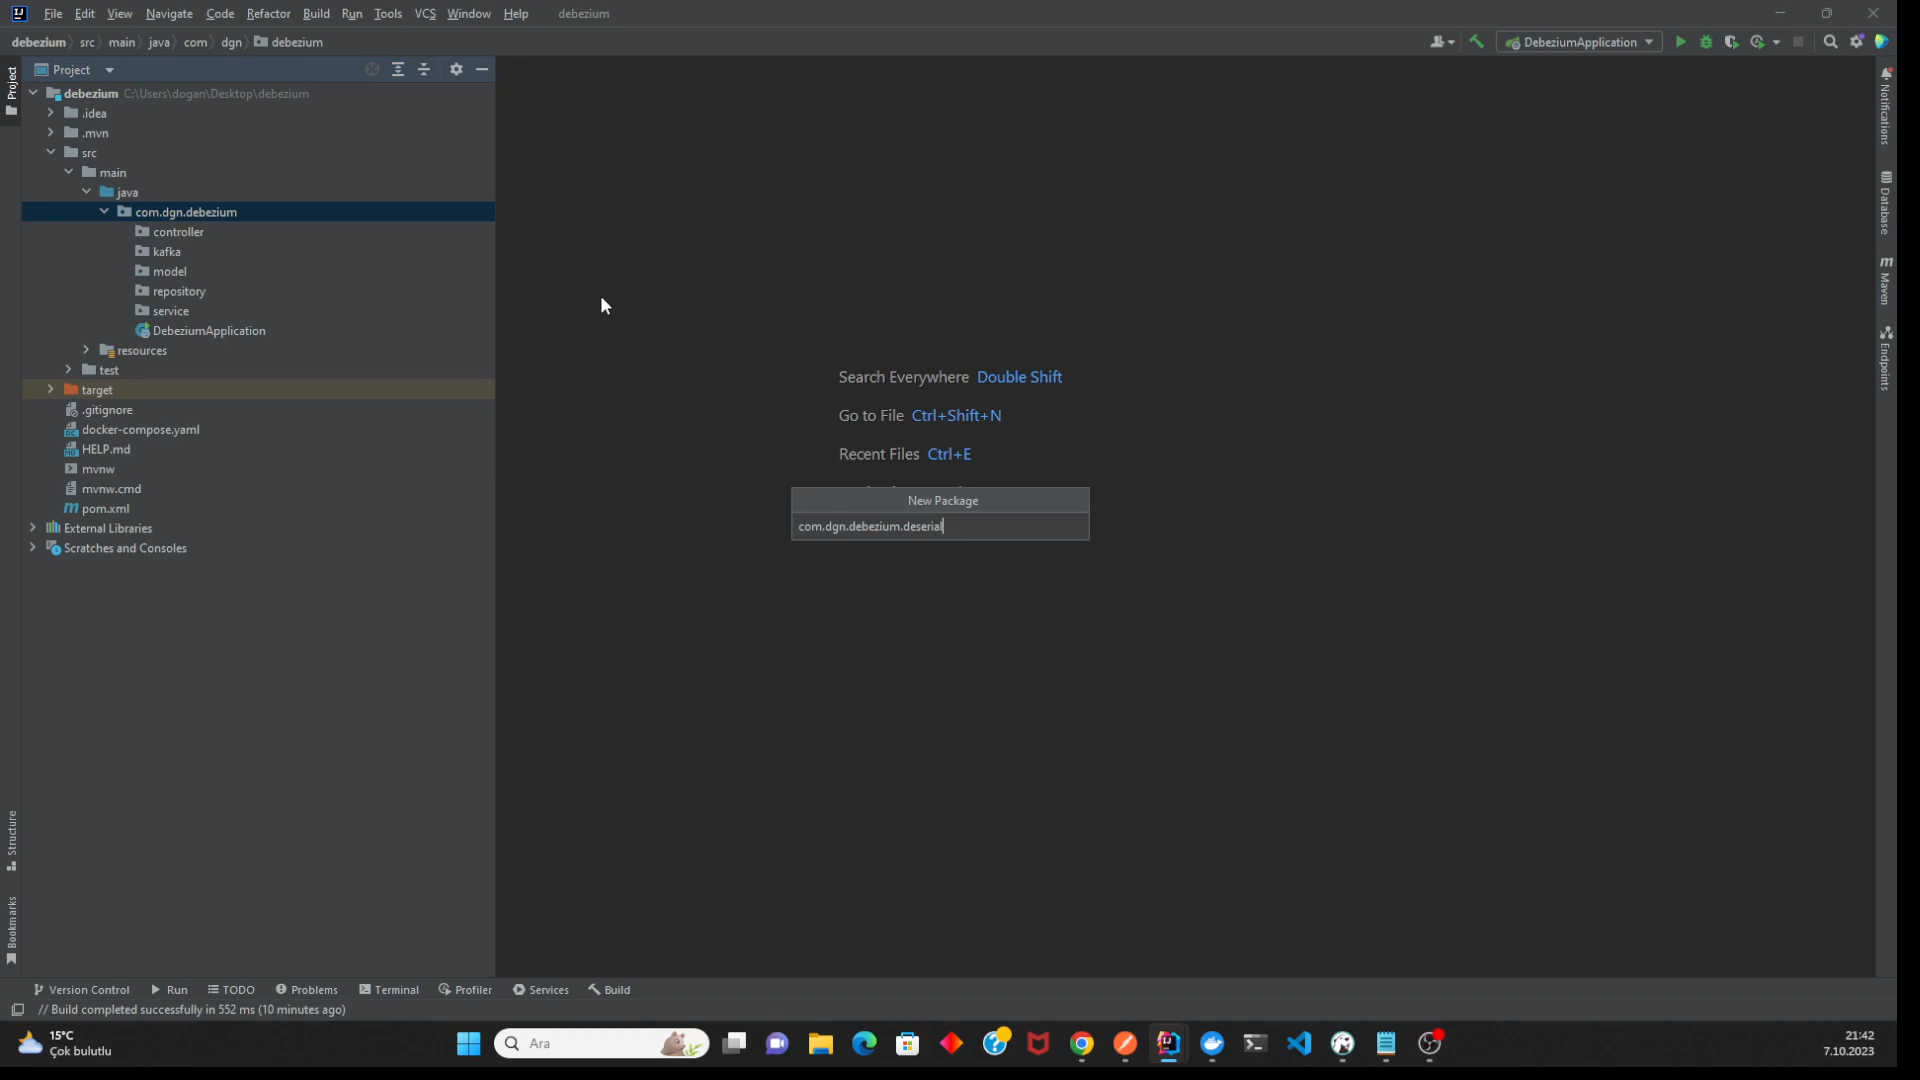 File Edit View Navigate Code Refactor Build Run Tools VCS Window Help debezium
debezium src main java com dgn debezium
DebeziumApplication
Project
Project
debezium C:\Users\dogan\Desktop\debezium
.idea
.mvn
src
main
java
com.dgn.debezium
controller
kafka
model
repository
service
DebeziumApplication
resources
test
target
.gitignore
docker-compose.yaml
HELP.md
mvnw
mvnw.cmd
pom.xml
External Libraries
Scratches and Consoles
Search Everywhere Double Shift
Go to File Ctrl+Shift+N
Recent Files Ctrl+E
New Package
com.dgn.debezium.deserial
Notifications
Database
Maven
Endpoints
Structure
Bookmarks
Version Control Run TODO Problems Terminal Profiler Services Build
// Build completed successfully in 552 ms (10 minutes ago)
15°C
Çok bulutlu
Ara
21:42
7.10.2023